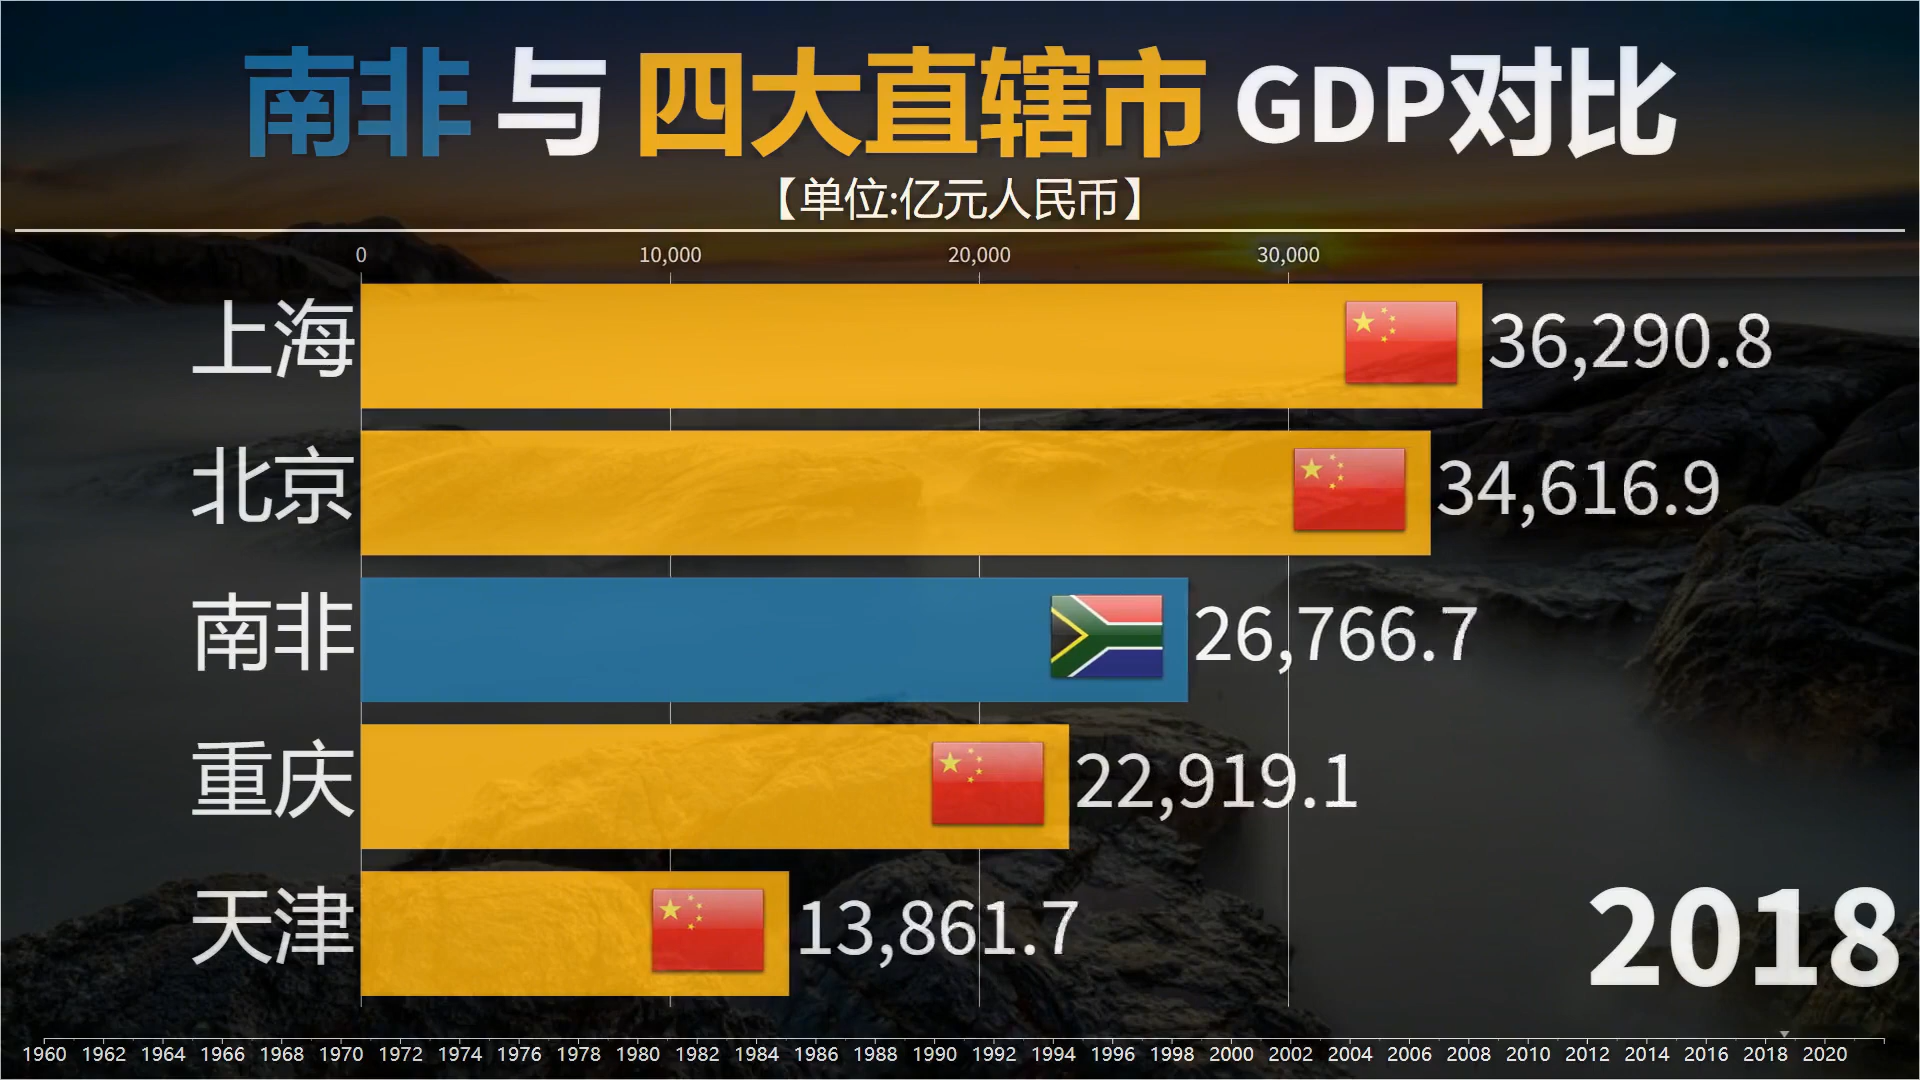 南非 与 四大直辖市 GDP对比
【单位:亿元人民币】
0 10,000 20,000 30,000
上海 36,290.8
北京 34,616.9
南非 26,766.7
重庆 22,919.1
天津 13,861.7
2018
1960 1962 1964 1966 1968 1970 1972 1974 1976 1978 1980 1982 1984 1986 1988 1990 1992 1994 1996 1998 2000 2002 2004 2006 2008 2010 2012 2014 2016 2018 2020